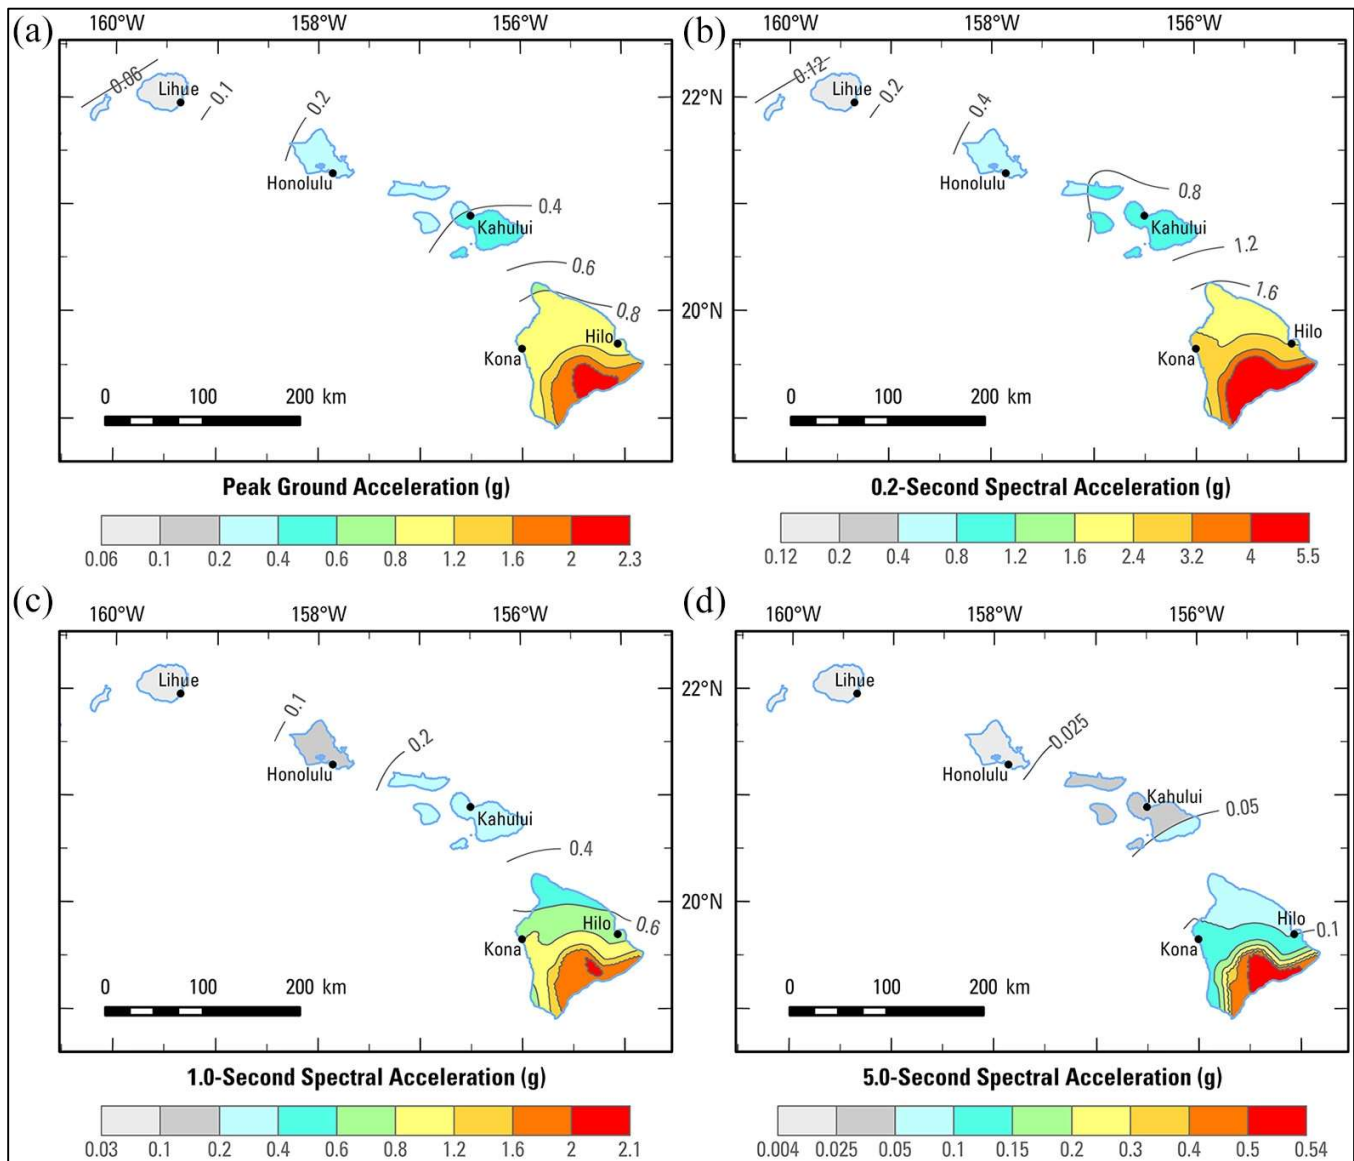 (a)
160°W 158°W 156°W
0.06
Lihue
0.1
0.2
Honolulu
0.4
Kahului
0.6
0.8
Hilo
Kona
0 100 200 km
Peak Ground Acceleration (g)
0.06 0.1 0.2 0.4 0.6 0.8 1.2 1.6 2 2.3
(b)
160°W 158°W 156°W
22°N
20°N
0.12
Lihue
0.2
0.4
Honolulu
0.8
Kahului
1.2
1.6
Hilo
Kona
0 100 200 km
0.2-Second Spectral Acceleration (g)
0.12 0.2 0.4 0.8 1.2 1.6 2.4 3.2 4 5.5
(c)
160°W 158°W 156°W
Lihue
0.1
Honolulu
0.2
Kahului
0.4
Hilo
0.6
Kona
0 100 200 km
1.0-Second Spectral Acceleration (g)
0.03 0.1 0.2 0.4 0.6 0.8 1.2 1.6 2 2.1
(d)
160°W 158°W 156°W
22°N
20°N
Lihue
0.025
Honolulu
Kahului
0.05
Hilo
0.1
Kona
0 100 200 km
5.0-Second Spectral Acceleration (g)
0.004 0.025 0.05 0.1 0.15 0.2 0.3 0.4 0.5 0.54